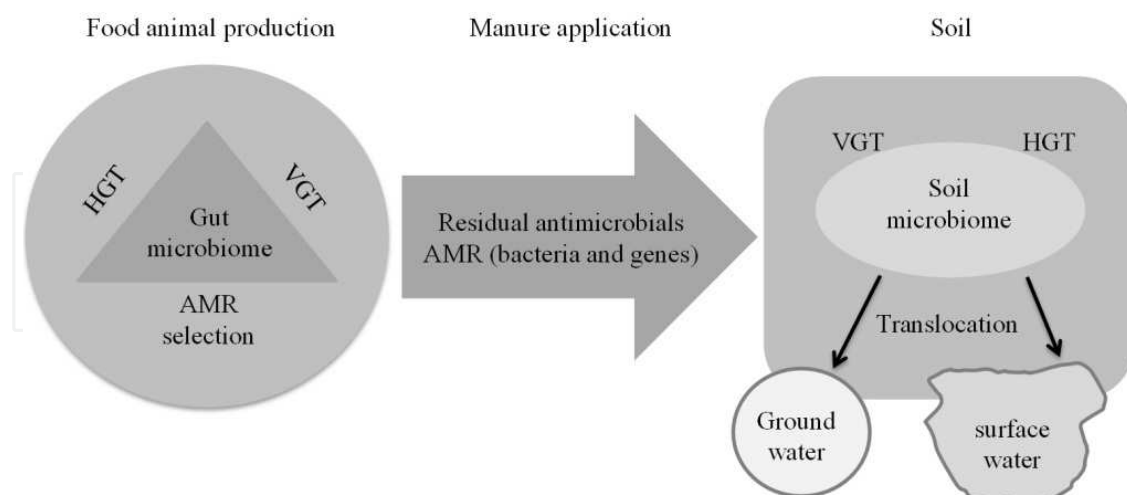 Food animal production
Manure application
Soil
HGT
VGT
Gut
microbiome
AMR
selection
Residual antimicrobials
AMR (bacteria and genes)
VGT
HGT
Soil
microbiome
Translocation
Ground
water
surface
water